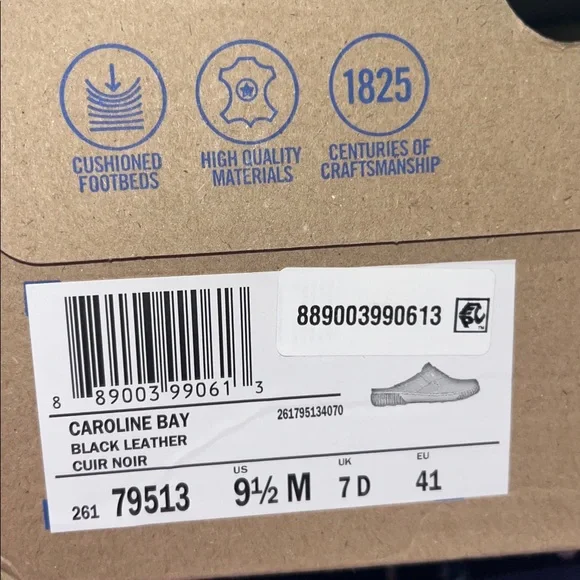 CUSHIONED
FOOTBEDS
HIGH QUALITY
MATERIALS
1825
CENTURIES OF
CRAFTSMANSHIP
889003990613
8 89003 99061 3
CAROLINE BAY
261795134070
BLACK LEATHER
CUIR NOIR
US UK EU
261 79513 9½ M 7 D 41